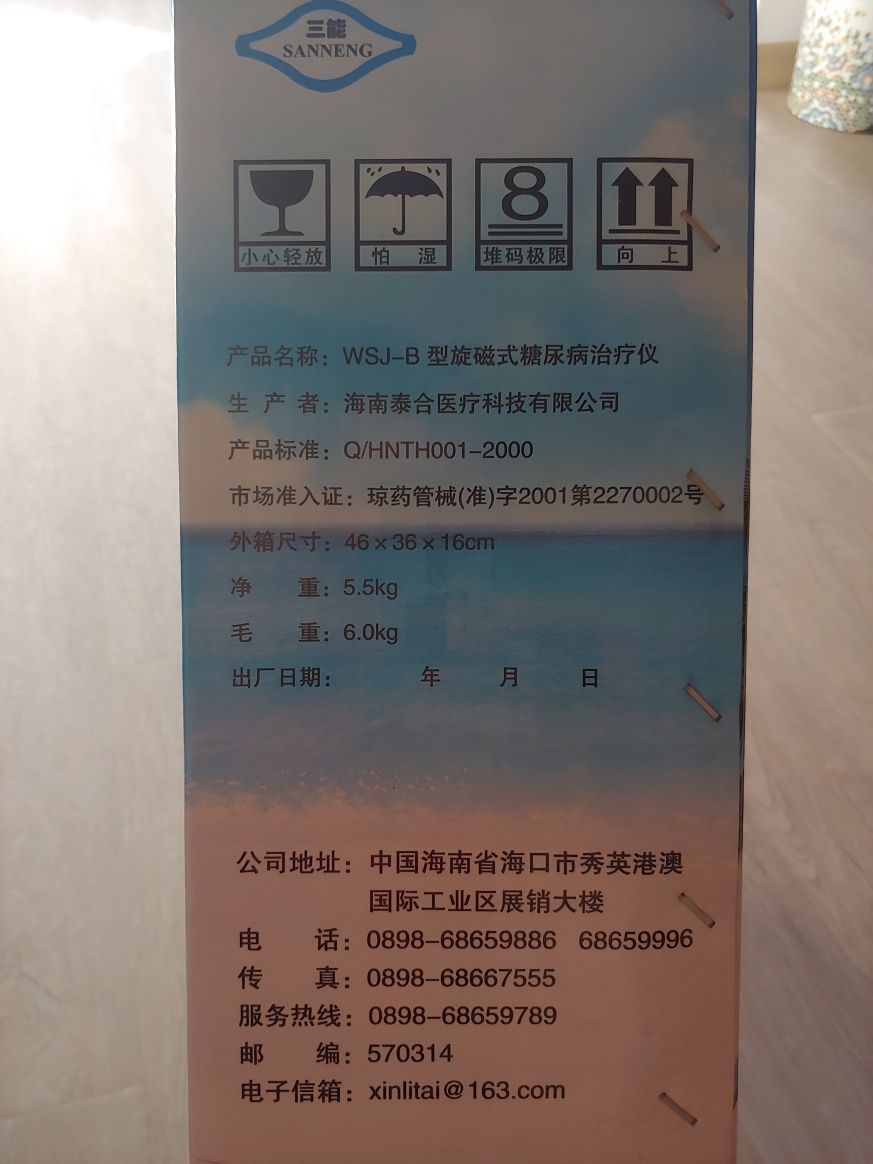 三能
SANNENG
8
小心轻放 怕 湿 堆码极限 向 上
产品名称：WSJ-B 型旋磁式糖尿病治疗仪
生 产 者：海南泰合医疗科技有限公司
产品标准：Q/HNTH001-2000
市场准入证：琼药管械(准)字2001第2270002号
外箱尺寸：46×36×16cm
净 重：5.5kg
毛 重：6.0kg
出厂日期： 年 月 日
公司地址：中国海南省海口市秀英港澳
国际工业区展销大楼
电 话：0898-68659886 68659996
传 真：0898-68667555
服务热线：0898-68659789
邮 编：570314
电子信箱：xinlitai@163.com